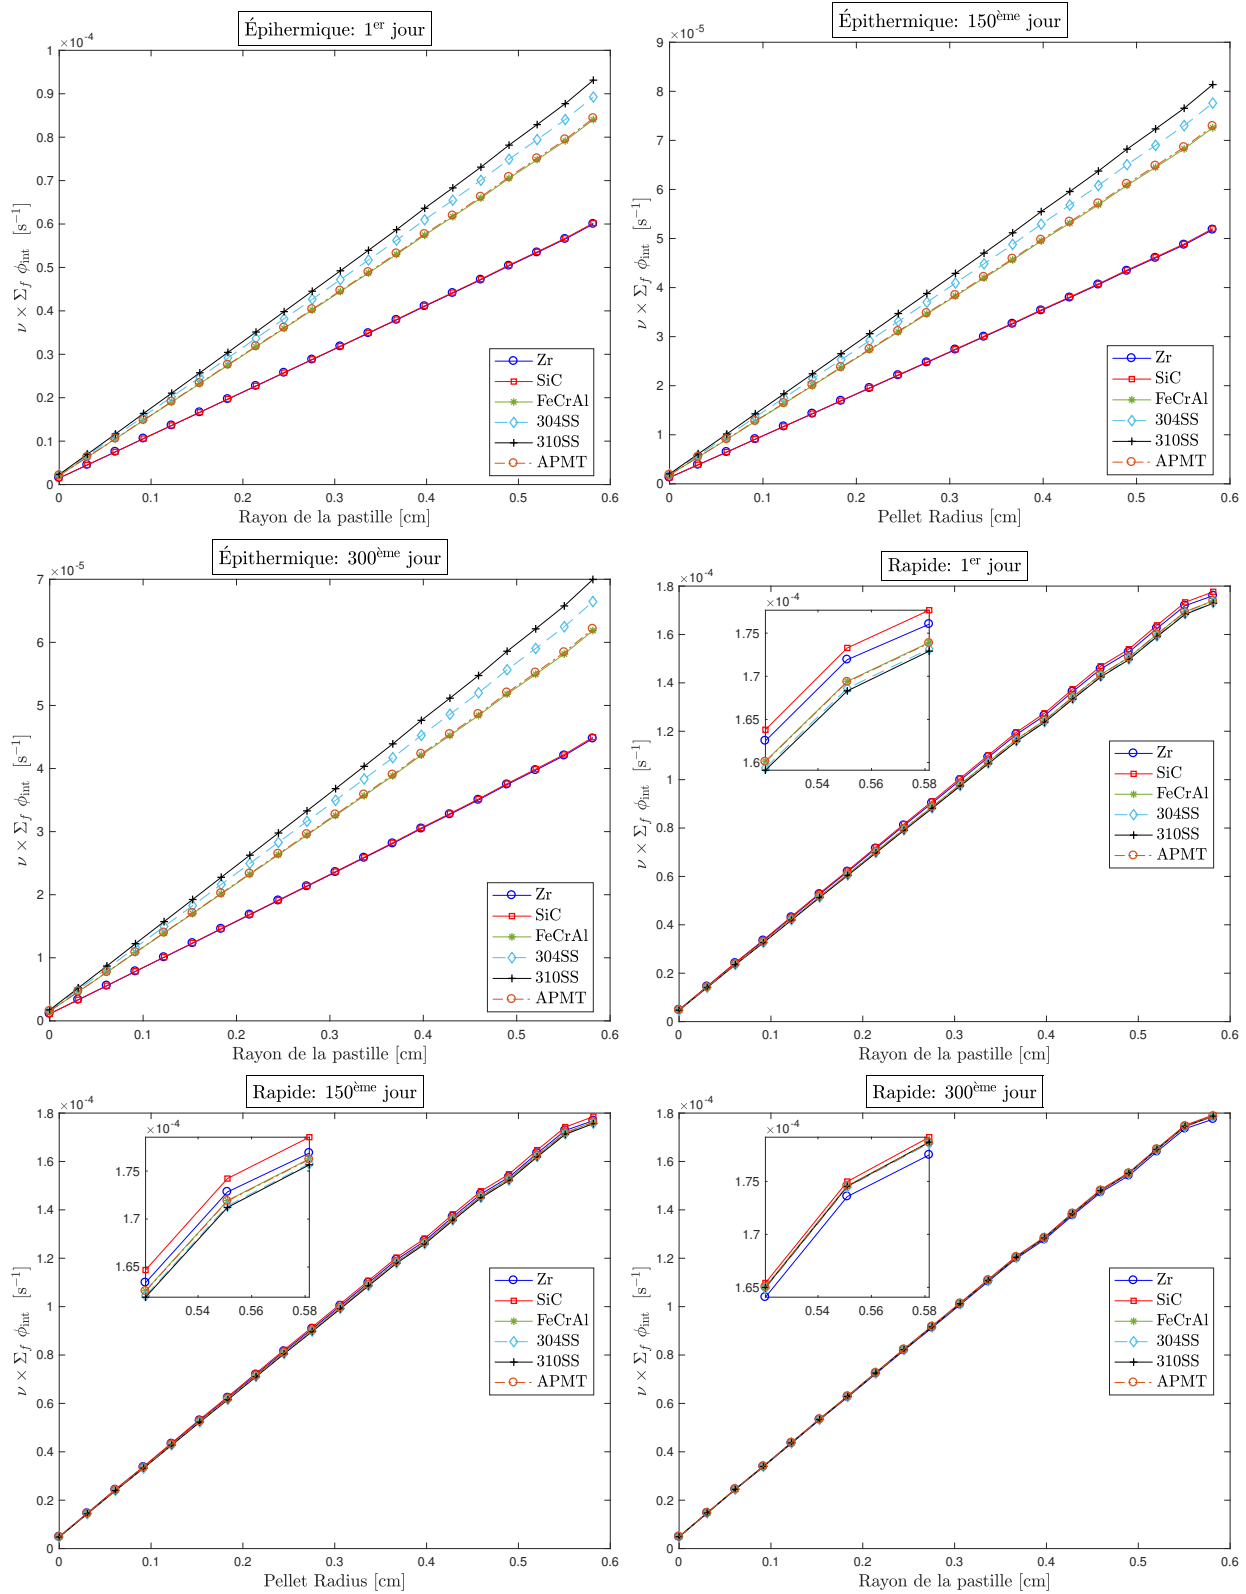 Épihermique: 1er jour
×10-4
1
0.9
0.8
0.7
0.6
0.5
0.4
0.3
0.2
0.1
0
ν × Σf ϕint [s−1]
Zr
SiC
FeCrAl
304SS
310SS
APMT
0 0.1 0.2 0.3 0.4 0.5 0.6
Rayon de la pastille [cm]
Épithermique: 150ème jour
×10-5
9
8
7
6
5
4
3
2
1
0
ν × Σf ϕint [s−1]
Zr
SiC
FeCrAl
304SS
310SS
APMT
0 0.1 0.2 0.3 0.4 0.5 0.6
Pellet Radius [cm]
Épithermique: 300ème jour
×10-5
7
6
5
4
3
2
1
0
ν × Σf ϕint [s−1]
Zr
SiC
FeCrAl
304SS
310SS
APMT
0 0.1 0.2 0.3 0.4 0.5 0.6
Rayon de la pastille [cm]
Rapide: 1er jour
×10-4
1.8
1.6
1.4
1.2
1
0.8
0.6
0.4
0.2
0
ν × Σf ϕint [s−1]
×10-4
1.75
1.7
1.65
1.6
0.54 0.56 0.58
Zr
SiC
FeCrAl
304SS
310SS
APMT
0 0.1 0.2 0.3 0.4 0.5 0.6
Rayon de la pastille [cm]
Rapide: 150ème jour
×10-4
1.8
1.6
1.4
1.2
1
0.8
0.6
0.4
0.2
0
ν × Σf ϕint [s−1]
×10-4
1.75
1.7
1.65
0.54 0.56 0.58
Zr
SiC
FeCrAl
304SS
310SS
APMT
0 0.1 0.2 0.3 0.4 0.5 0.6
Pellet Radius [cm]
Rapide: 300ème jour
×10-4
1.8
1.6
1.4
1.2
1
0.8
0.6
0.4
0.2
0
ν × Σf ϕint [s−1]
×10-4
1.75
1.7
1.65
0.54 0.56 0.58
Zr
SiC
FeCrAl
304SS
310SS
APMT
0 0.1 0.2 0.3 0.4 0.5 0.6
Rayon de la pastille [cm]